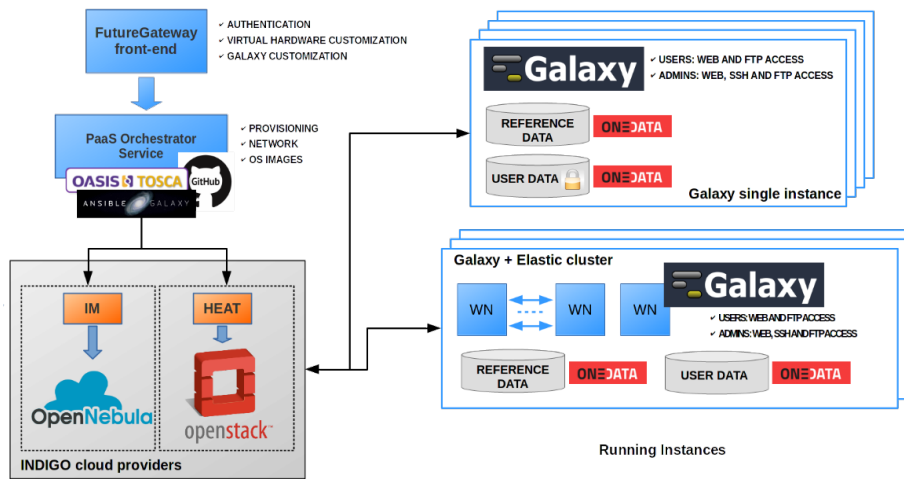 FutureGateway
front-end
✓ AUTHENTICATION
✓ VIRTUAL HARDWARE CUSTOMIZATION
✓ GALAXY CUSTOMIZATION
PaaS Orchestrator
Service
✓ PROVISIONING
✓ NETWORK
✓ OS IMAGES
OASIS TOSCA
GitHub
ANSIBLE GALAXY
IM
HEAT
OpenNebula
openstack™
INDIGO cloud providers
Galaxy
✓ USERS: WEB AND FTP ACCESS
✓ ADMINS: WEB, SSH AND FTP ACCESS
REFERENCE
DATA
ONEDATA
USER DATA
ONEDATA
Galaxy single instance
Galaxy + Elastic cluster
Galaxy
WN
WN
WN
✓ USERS: WEB AND FTP ACCESS
✓ ADMINS: WEB, SSH AND FTP ACCESS
REFERENCE
DATA
ONEDATA
USER DATA
ONEDATA
Running Instances